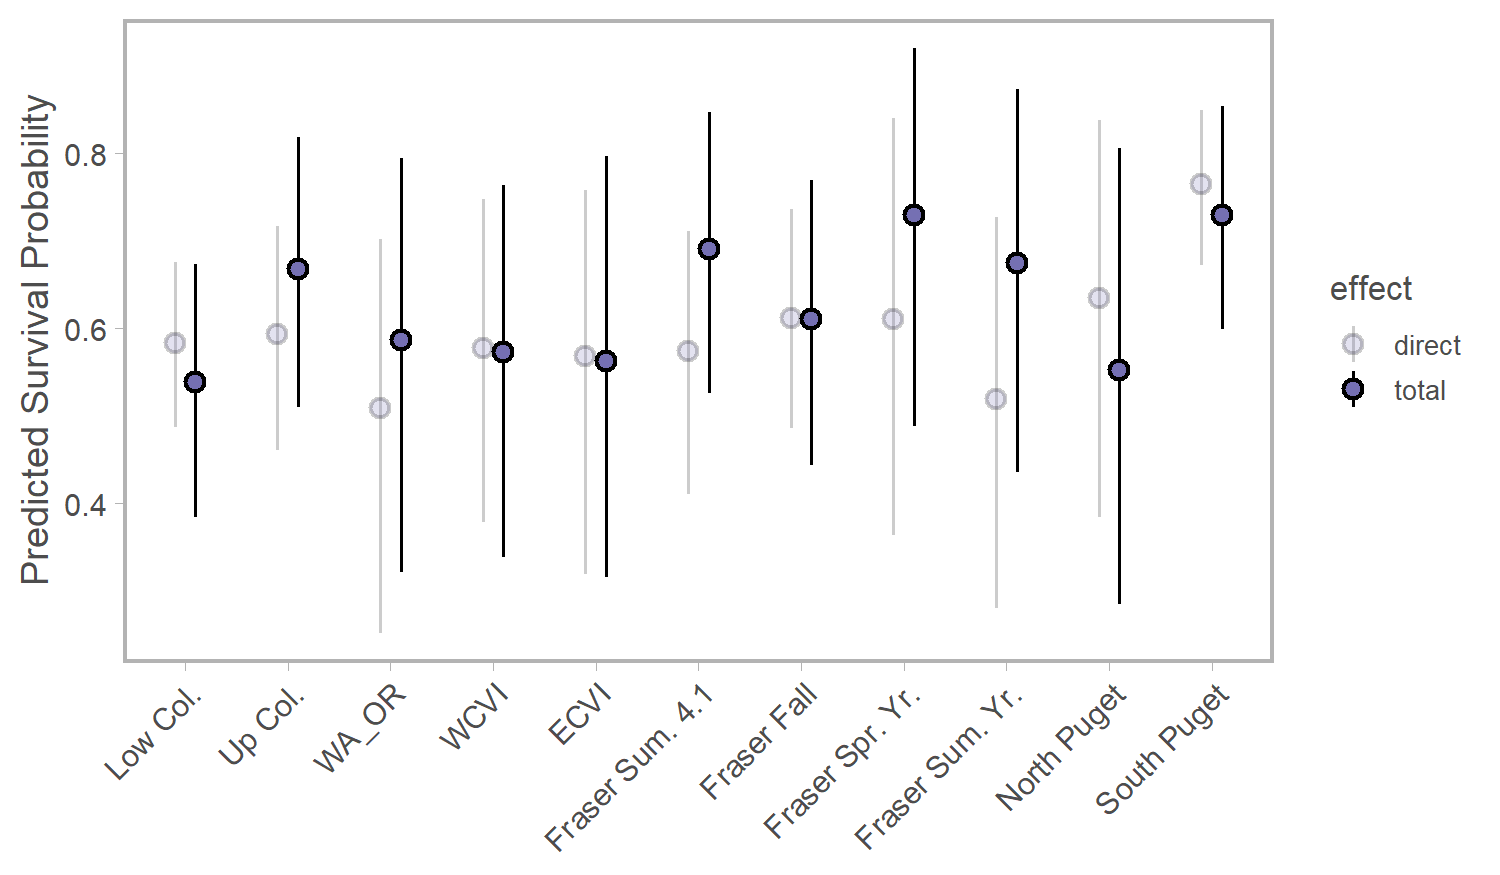 Predicted Survival Probability
0.8
0.6
0.4
Low Col.
Up Col.
WA_OR
WCVI
ECVI
Fraser Sum. 4.1
Fraser Fall
Fraser Spr. Yr.
Fraser Sum. Yr.
North Puget
South Puget
effect
direct
total